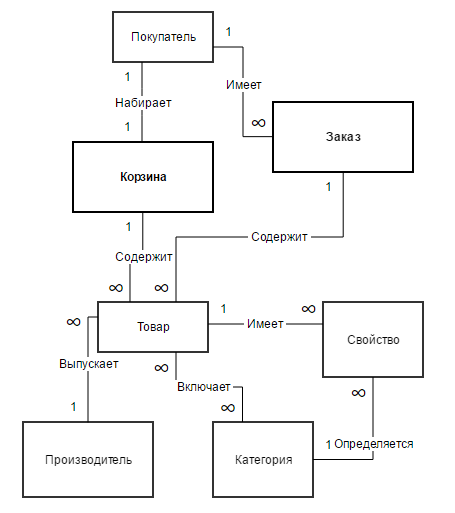 Покупатель
1
1
Имеет
Набирает
1
∞
Заказ
Корзина
1
1
Содержит
Содержит
∞
∞
1
∞
∞
Товар
Имеет
Свойство
Выпускает
∞
Включает
∞
1
∞
1
Определяется
Производитель
Категория